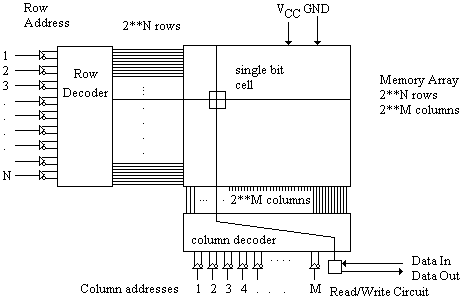 Row
Address
2**N rows
VCC GND
1
2
3
.
.
.
.
N
Row
Decoder
single bit
cell
Memory Array
2**N rows
2**M columns
2**M columns
column decoder
Data In
Data Out
Column addresses 1 2 3 4 . . . . M Read/Write Circuit